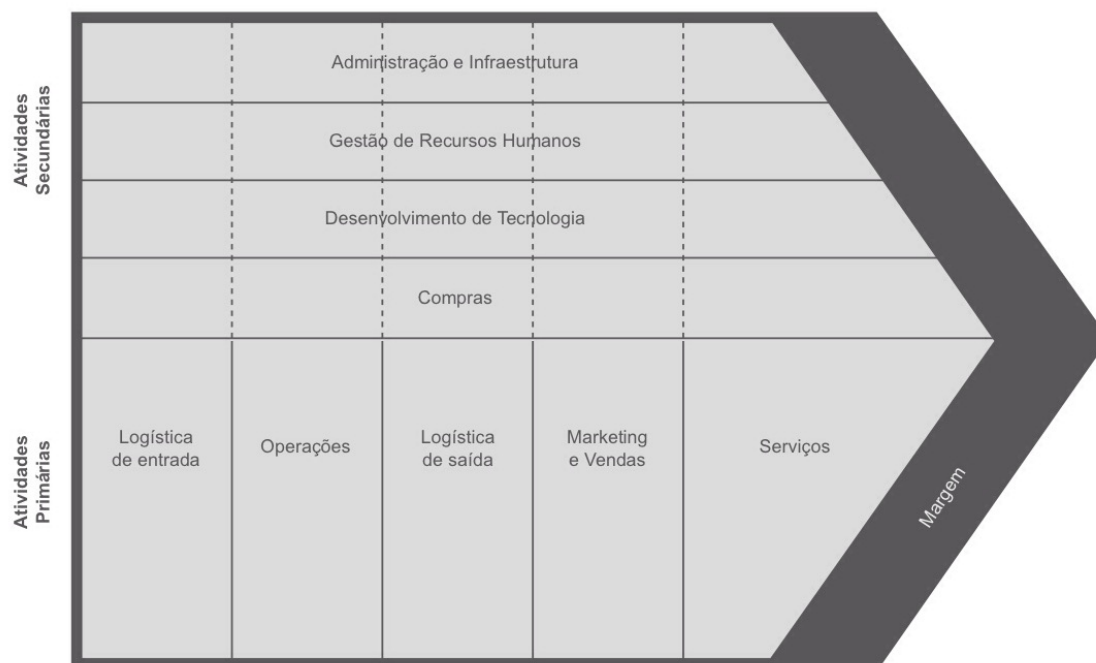 Atividades
Secundárias
Administração e Infraestrutura
Gestão de Recursos Humanos
Desenvolvimento de Tecnologia
Compras
Atividades
Primárias
Logística
de entrada
Operações
Logística
de saída
Marketing
e Vendas
Serviços
Margem